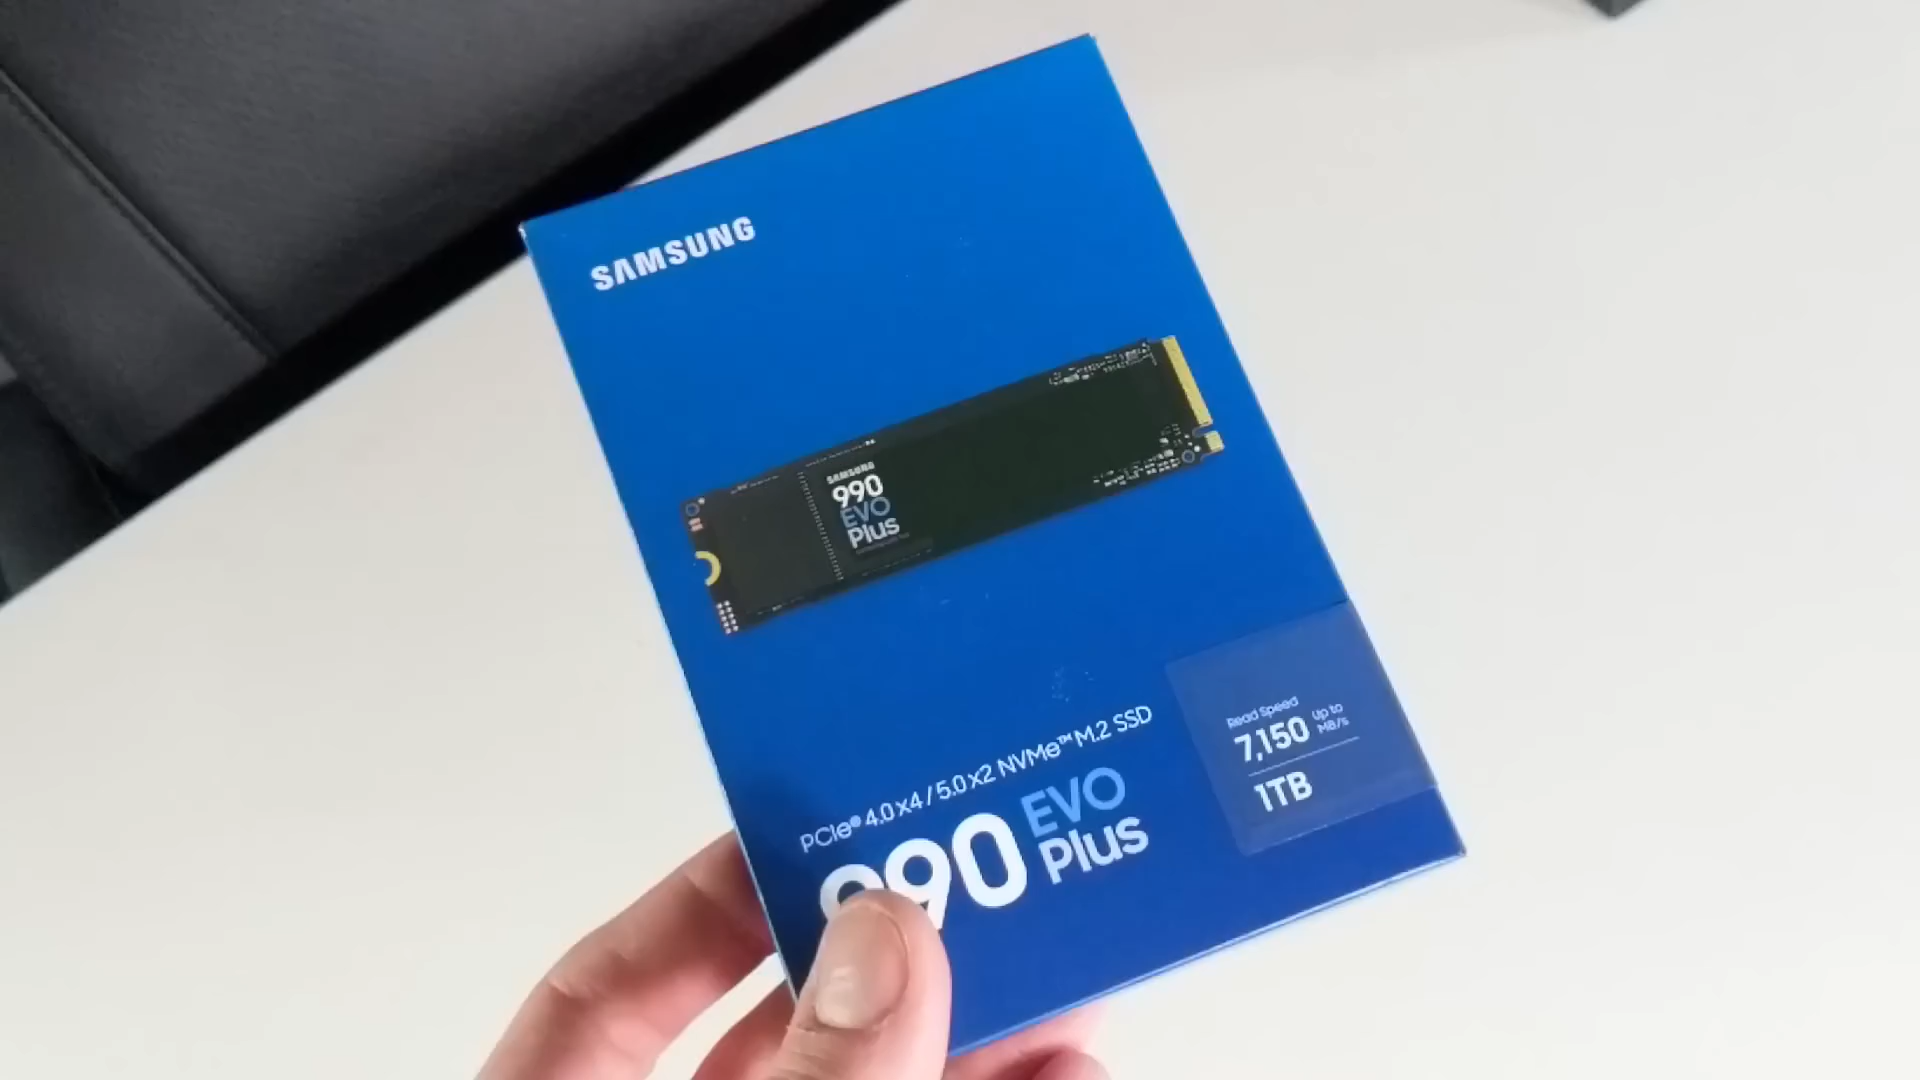 SAMSUNG
SAMSUNG
990
EVO
Plus
Read Speed
7,150 Up to MB/s
1TB
PCIe® 4.0 x4 / 5.0 x2 NVMe™ M.2 SSD
990 EVO
Plus